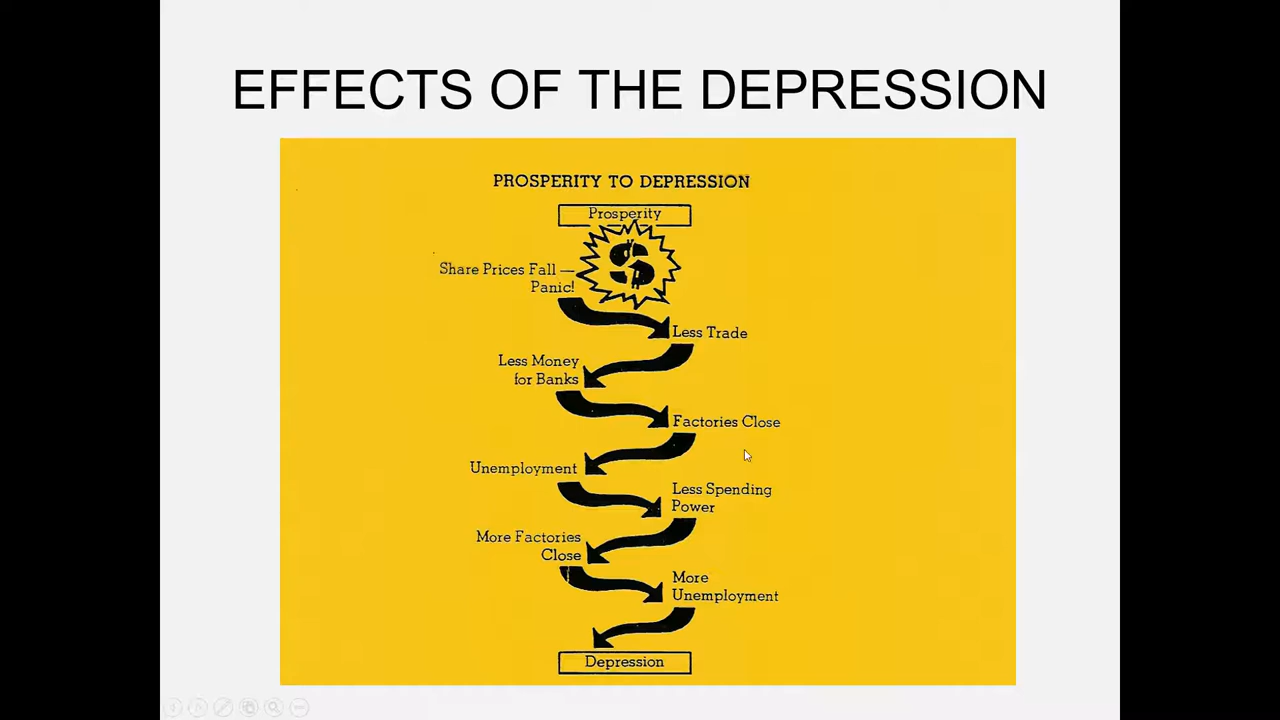 EFFECTS OF THE DEPRESSION
PROSPERITY TO DEPRESSION
Prosperity
$
Share Prices Fall —
Panic!
Less Trade
Less Money
for Banks
Factories Close
Unemployment
Less Spending
Power
More Factories
Close
More
Unemployment
Depression